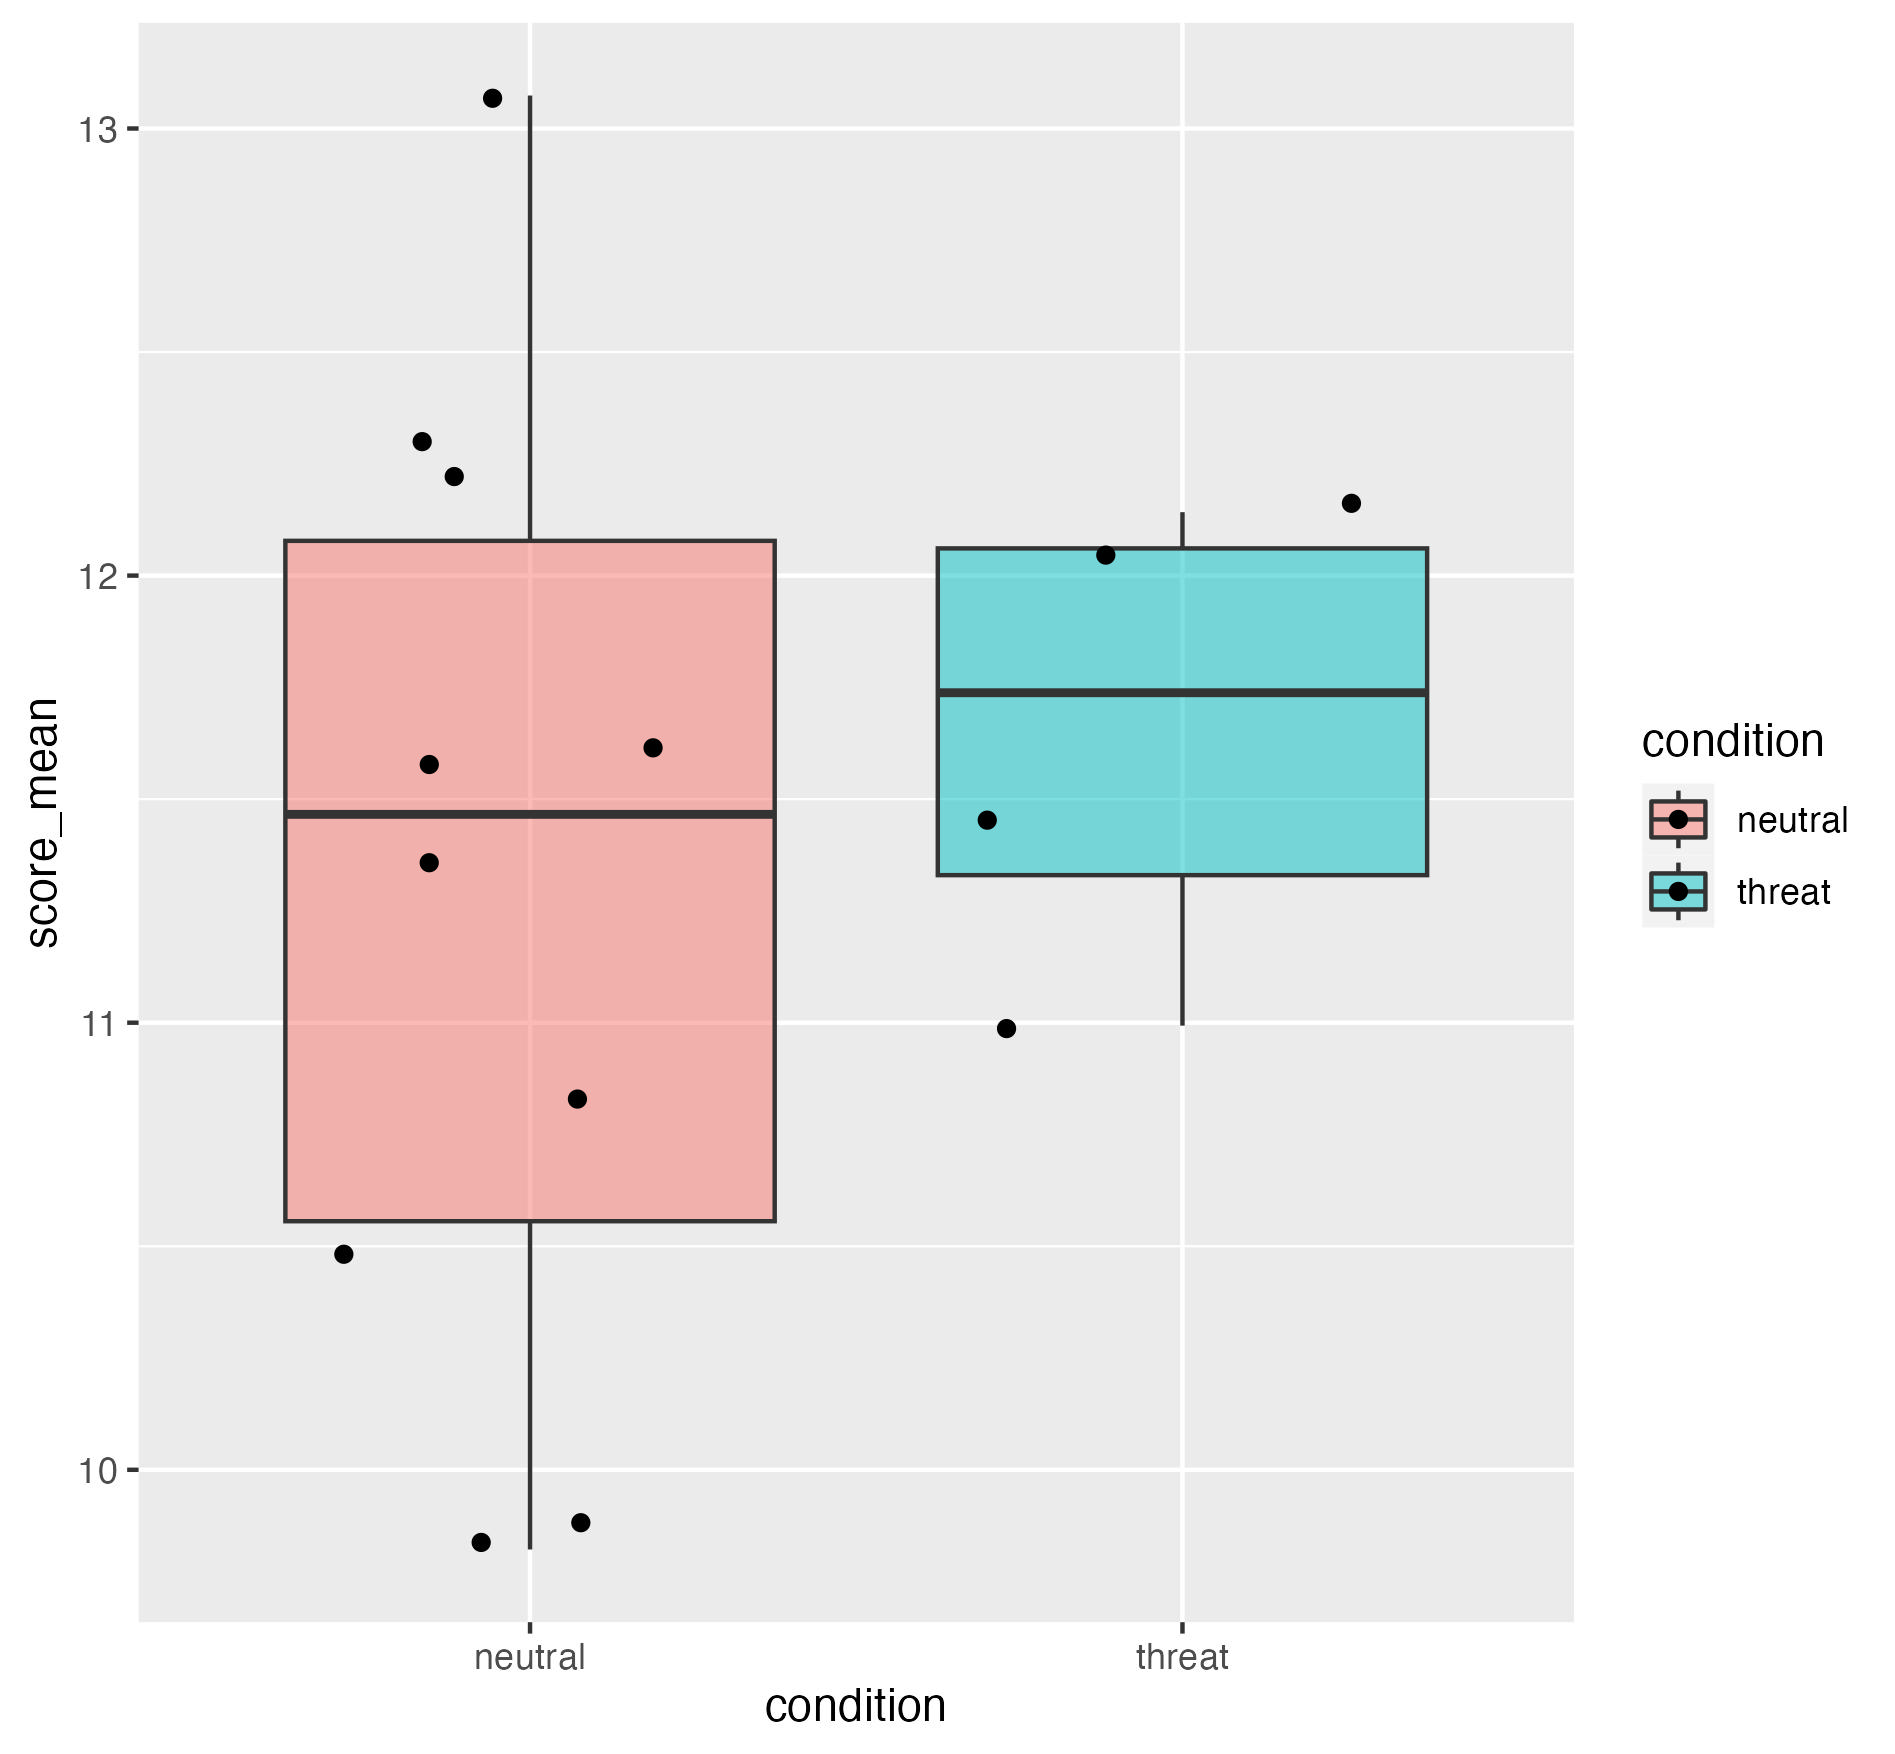 13
12
11
10
score_mean
neutral
threat
condition
condition
neutral
threat